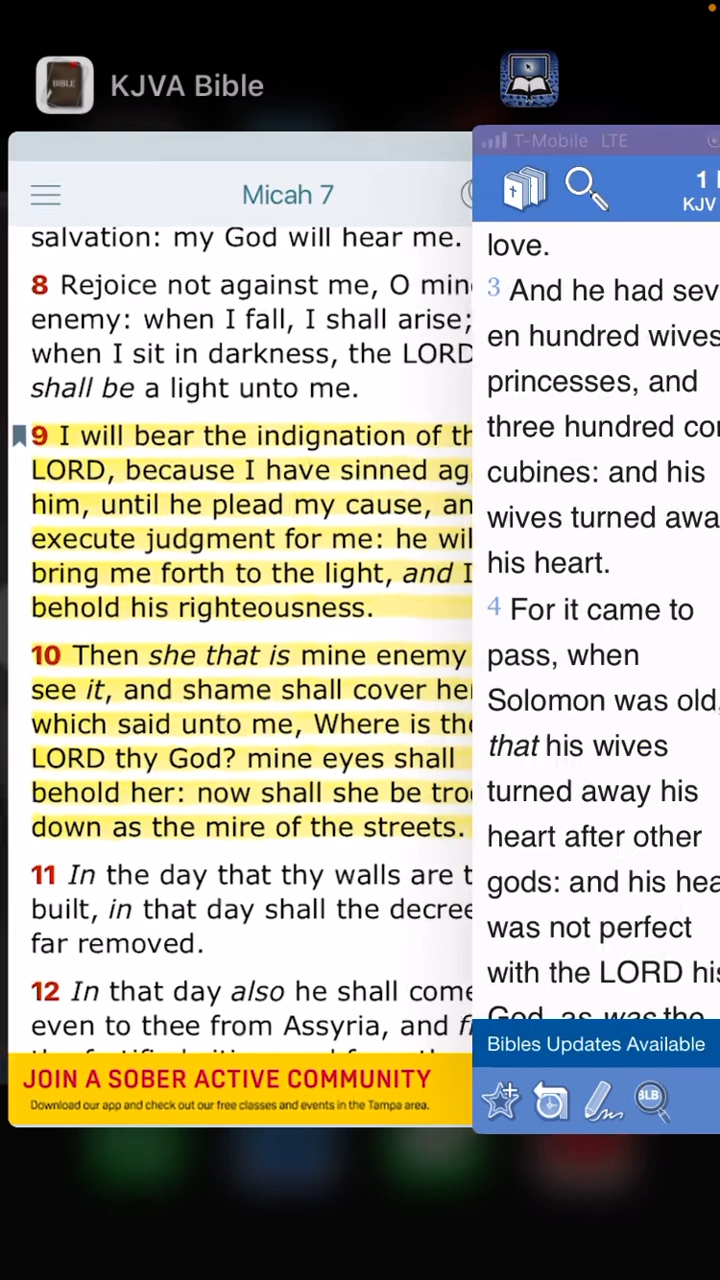 KJVA Bible
Micah 7
salvation: my God will hear me.
8 Rejoice not against me, O min
enemy: when I fall, I shall arise;
when I sit in darkness, the LORD
shall be a light unto me.
9 I will bear the indignation of th
LORD, because I have sinned ag
him, until he plead my cause, an
execute judgment for me: he wil
bring me forth to the light, and I
behold his righteousness.
10 Then she that is mine enemy
see it, and shame shall cover he
which said unto me, Where is the
LORD thy God? mine eyes shall
behold her: now shall she be tro
down as the mire of the streets.
11 In the day that thy walls are t
built, in that day shall the decree
far removed.
12 In that day also he shall come
even to thee from Assyria, and f
JOIN A SOBER ACTIVE COMMUNITY
Download our app and check out our free classes and events in the Tampa area.
BIBLE
T-Mobile LTE
1
KJV
love.
3 And he had sev
en hundred wives
princesses, and
three hundred con
cubines: and his
wives turned awa
his heart.
4 For it came to
pass, when
Solomon was old,
that his wives
turned away his
heart after other
gods: and his hea
was not perfect
with the LORD his
God, as was the
Bibles Updates Available
BLB